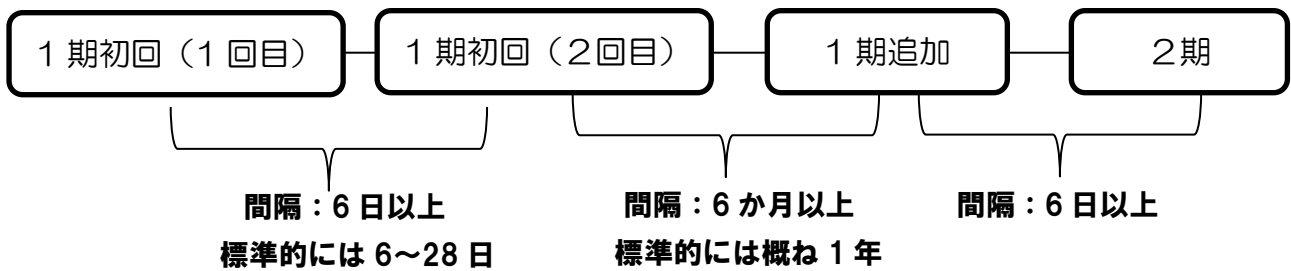 １期初回（１回目）
１期初回（２回目）
１期追加
２期
間隔：6 日以上
標準的には 6～28 日
間隔：6 か月以上
標準的には概ね 1 年
間隔：6 日以上